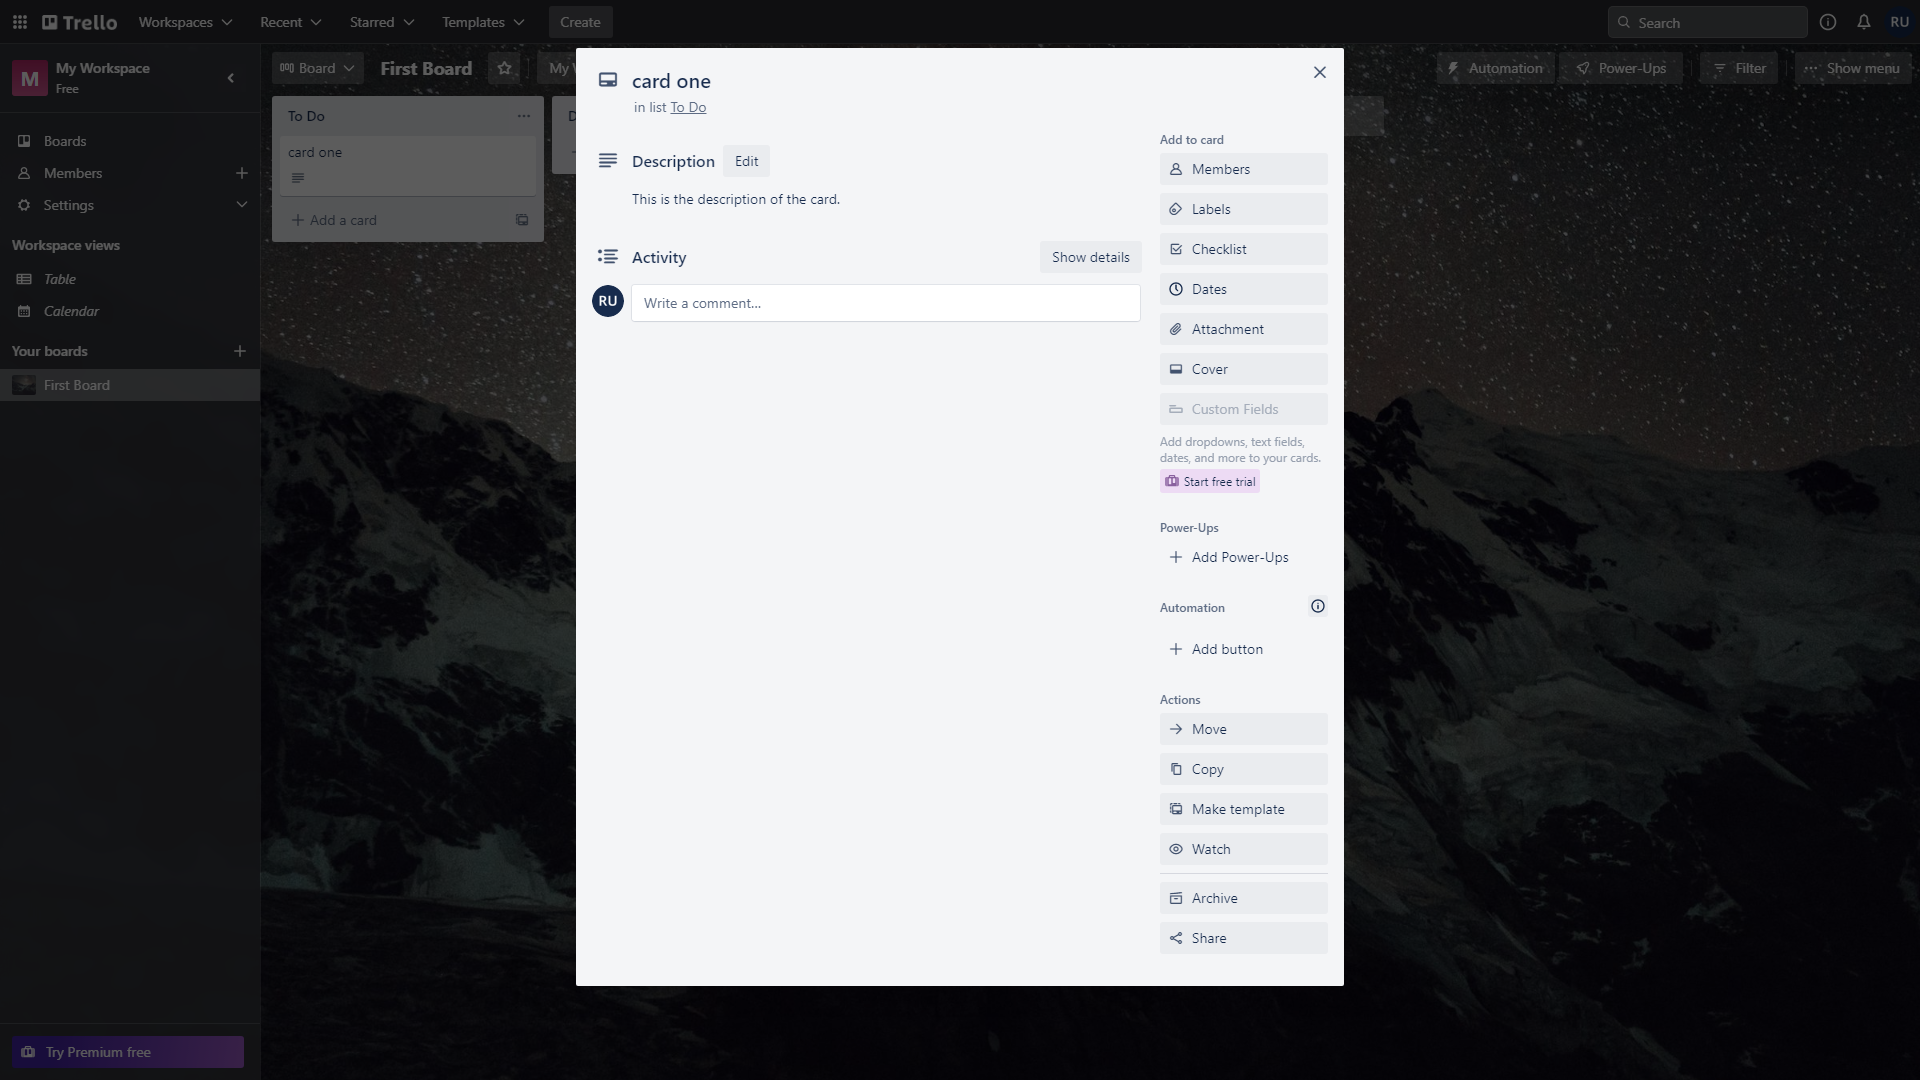 Trello
Workspaces
Recent
Starred
Templates
Create
Search
RU
M
My Workspace
Free
Boards
Members
Settings
Workspace views
Table
Calendar
Your boards
First Board
Try Premium free
Board
First Board
My W
Automation
Power-Ups
Filter
Show menu
To Do
card one
Add a card
D
card one
in list To Do
Description
Edit
This is the description of the card.
Activity
Show details
RU
Write a comment...
Add to card
Members
Labels
Checklist
Dates
Attachment
Cover
Custom Fields
Add dropdowns, text fields,
dates, and more to your cards.
Start free trial
Power-Ups
Add Power-Ups
Automation
Add button
Actions
Move
Copy
Make template
Watch
Archive
Share